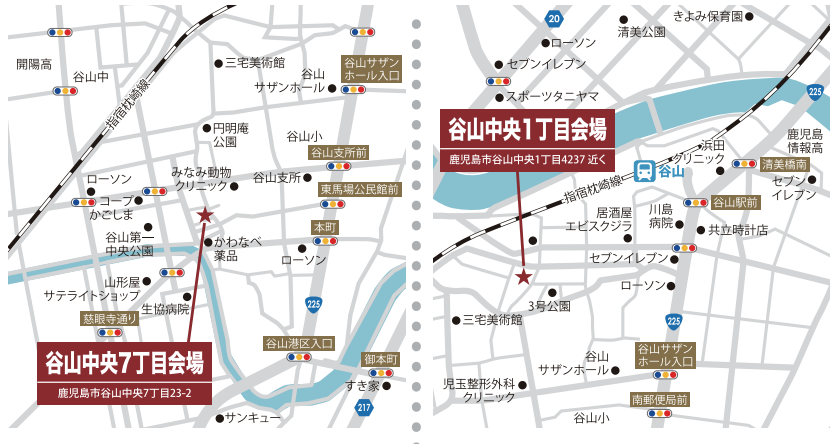 開陽高
谷山中
指宿枕崎線
三宅美術館
谷山
サザンホール
谷山サザン
ホール入口
円明庵
公園
谷山小
谷山支所前
みなみ動物
クリニック
谷山支所
東馬場公民館前
ローソン
コープ
かごしま
本町
谷山第一
中央公園
かわなべ
薬品
ローソン
山形屋
サテライトショップ
生協病院
225
慈眼寺通り
谷山港区入口
御本町
谷山中央7丁目会場
鹿児島市谷山中央7丁目23-2
すき家
217
サンキュー
20
きよみ保育園
清美公園
ローソン
セブンイレブン
スポーツタニヤマ
225
谷山中央1丁目会場
鹿児島市谷山中央1丁目4237 近く
鹿児島
情報高
浜田
クリニック
清美橋南
谷山
セブン
イレブン
指宿枕崎線
谷山駅前
居酒屋
エビスクジラ
川島
病院
共立時計店
セブンイレブン
ローソン
3号公園
三宅美術館
225
谷山サザン
ホール入口
谷山
サザンホール
児玉整形外科
クリニック
南郵便局前
谷山小